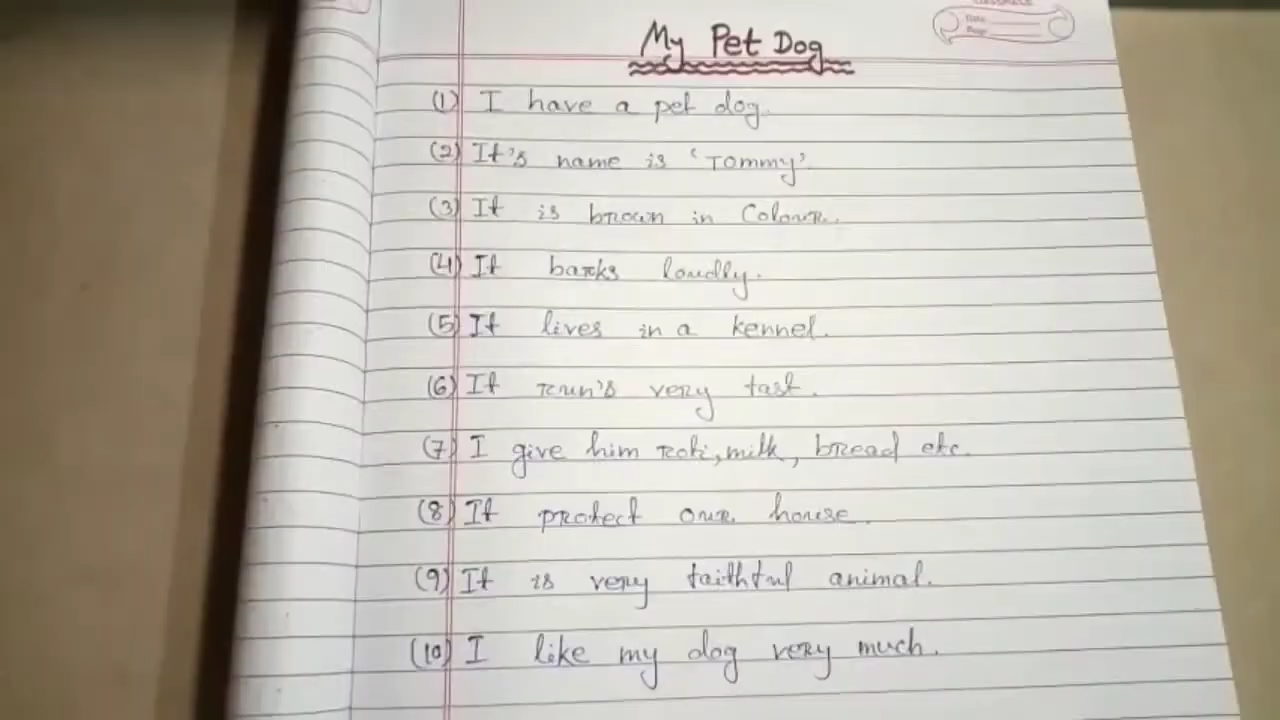 My Pet Dog
(1) I have a pet dog.
(2) It's name is 'Tommy'
(3) It is brown in Colour.
(4) It barks loudly.
(5) It lives in a kennel.
(6) It run's very fast.
(7) I give him roti, milk, bread etc.
(8) It protect our house.
(9) It is very faithful animal.
(10) I like my dog very much.